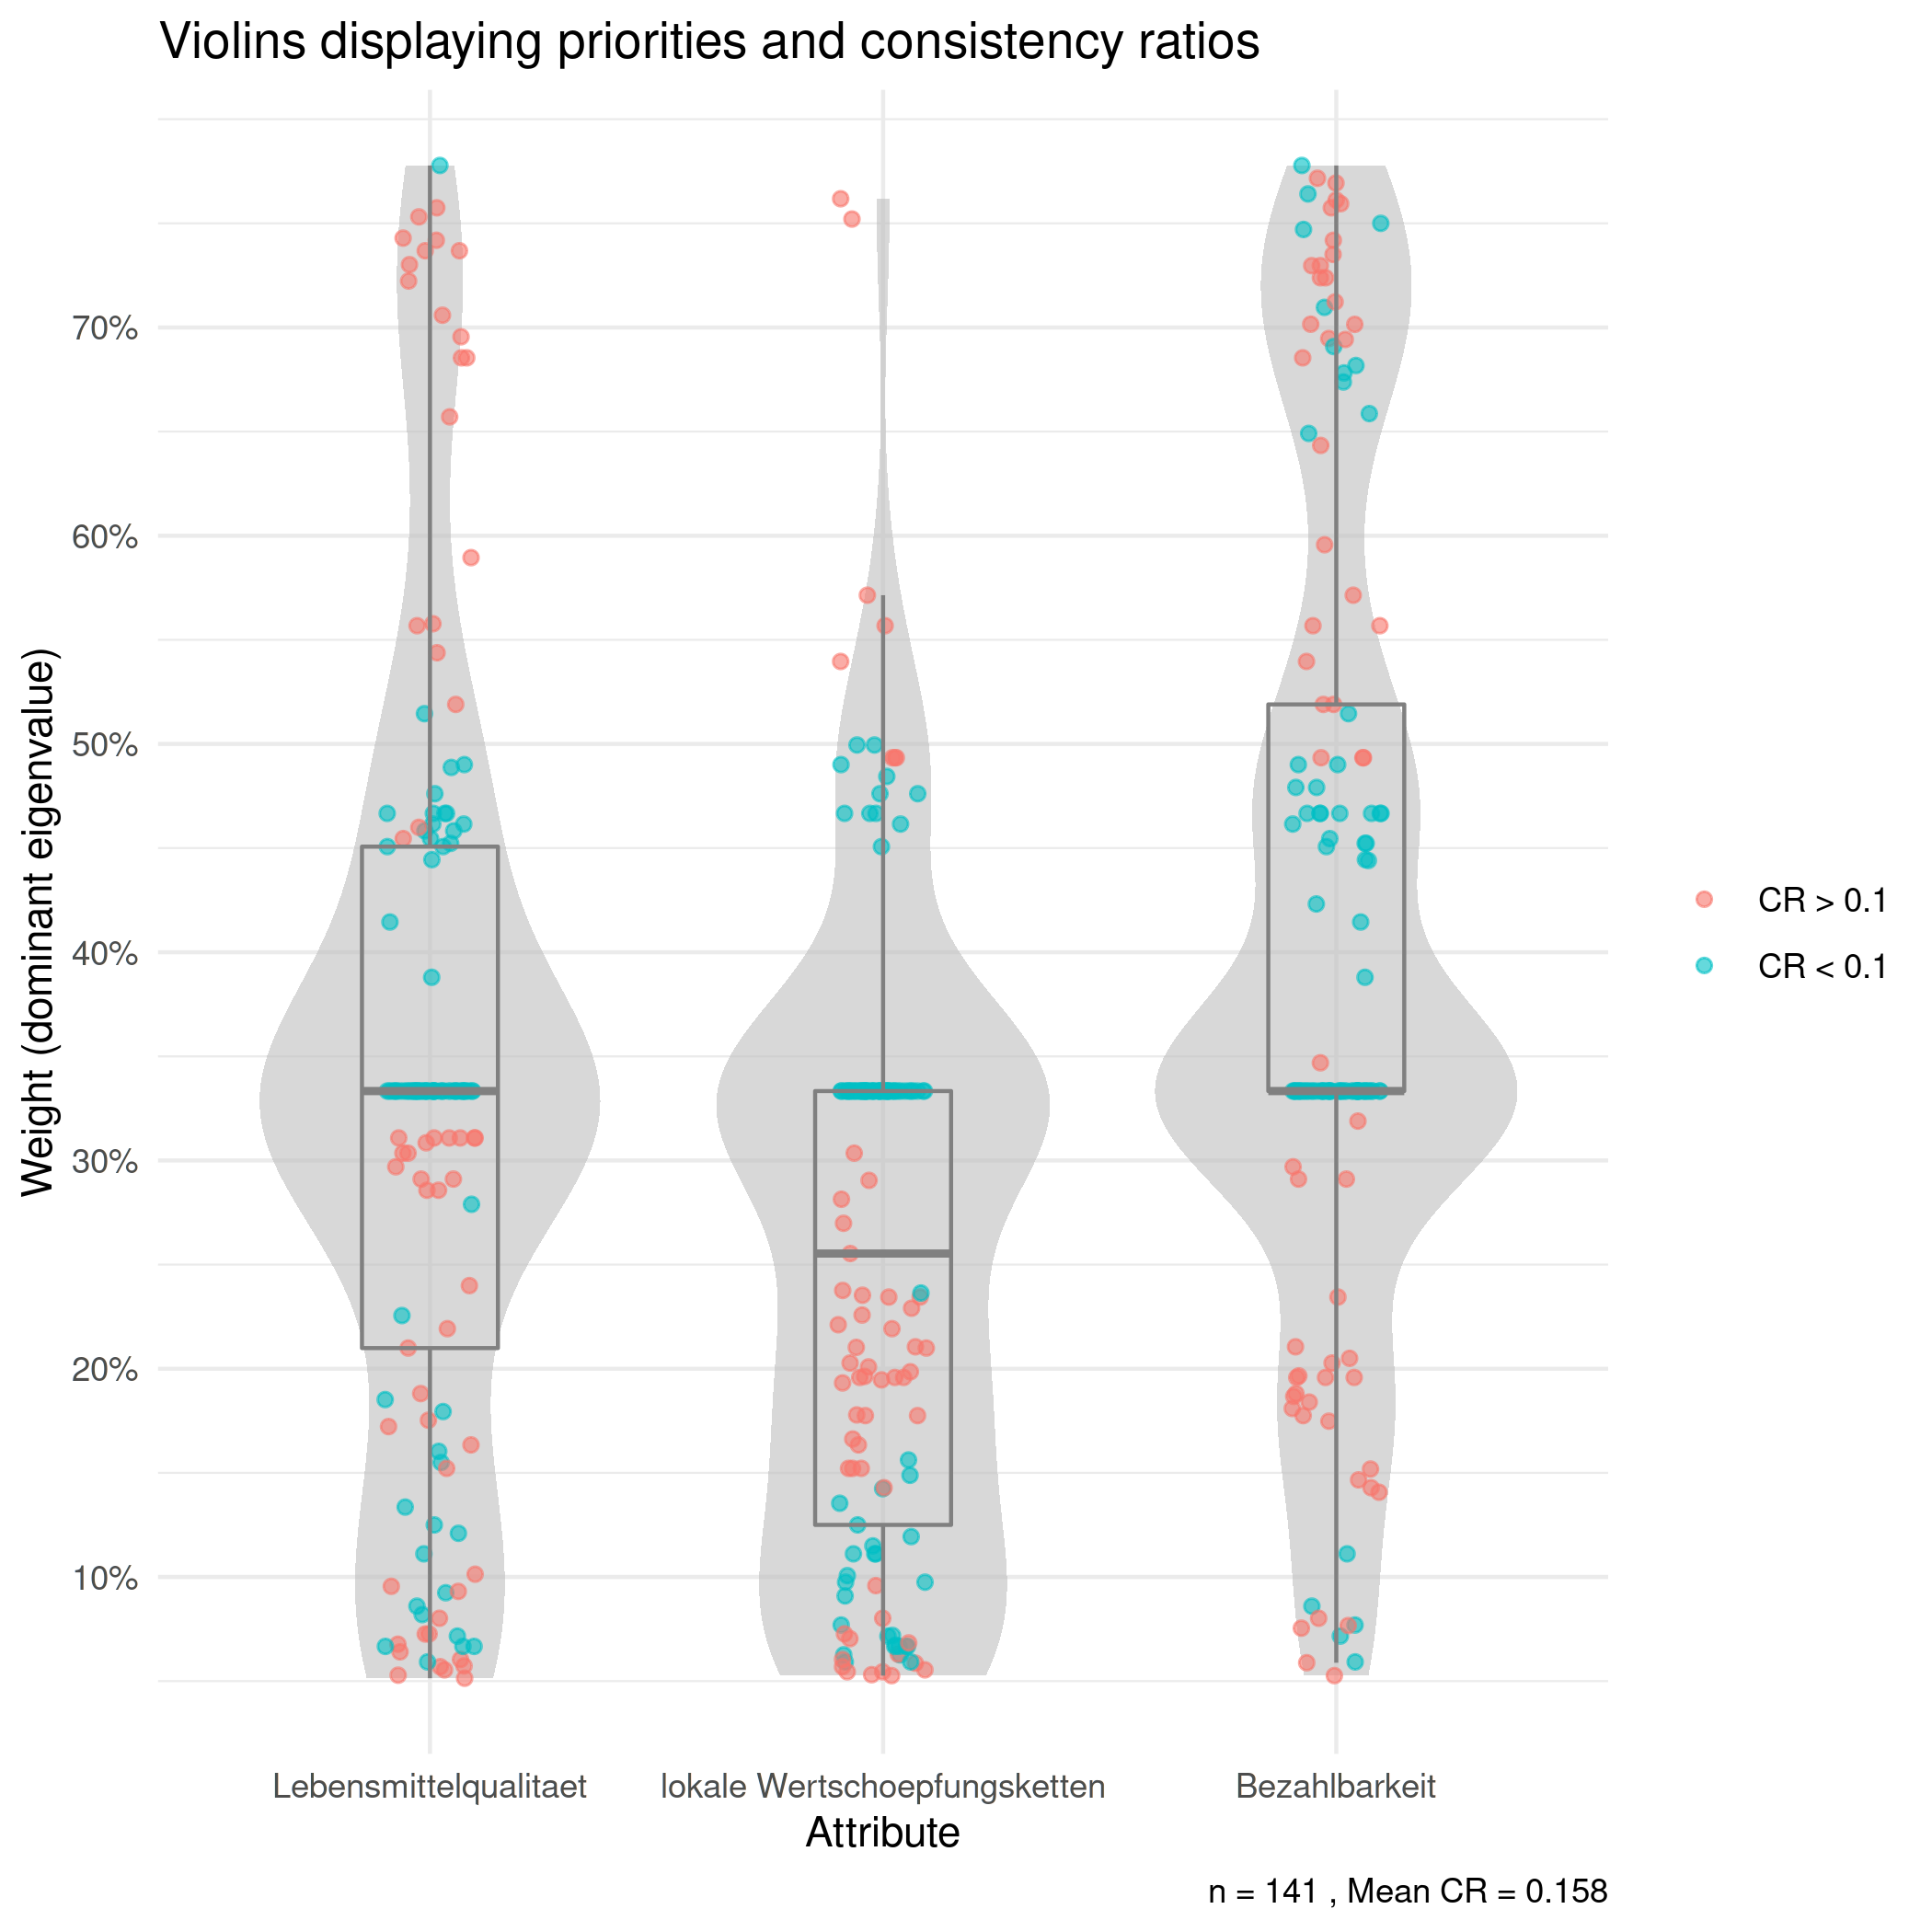 Violins displaying priorities and consistency ratios
Weight (dominant eigenvalue)
70%
60%
50%
40%
30%
20%
10%
CR > 0.1
CR < 0.1
Lebensmittelqualitaet
lokale Wertschoepfungsketten
Bezahlbarkeit
Attribute
n = 141 , Mean CR = 0.158